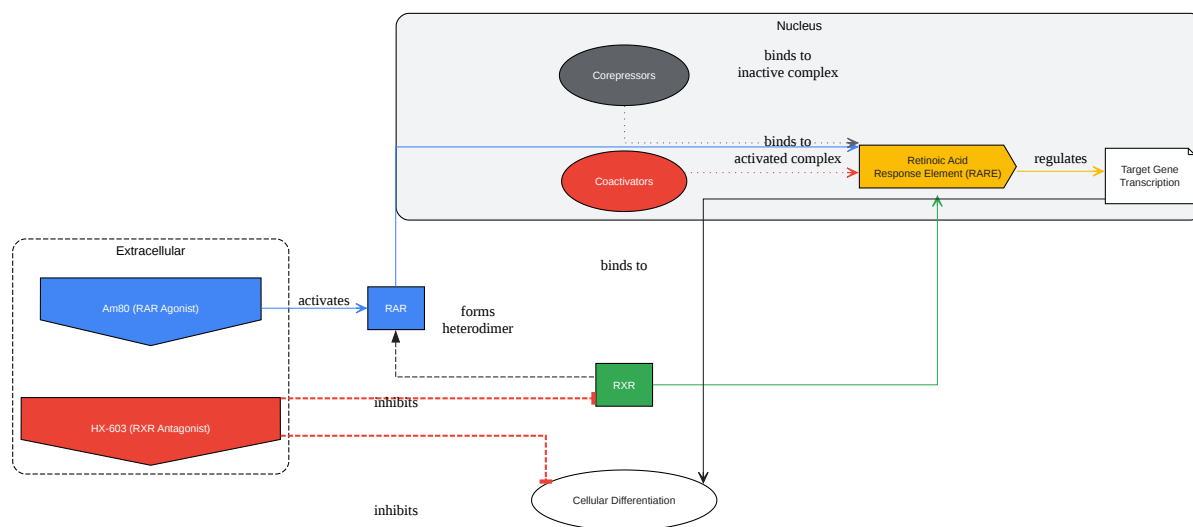 Nucleus
binds to
inactive complex
Corepressors
binds to
activated complex
Retinoic Acid
Response Element (RARE)
regulates
Target Gene
Transcription
Coactivators
Extracellular
binds to
Am80 (RAR Agonist)
activates
RAR
forms
heterodimer
RXR
inhibits
HX-603 (RXR Antagonist)
Cellular Differentiation
inhibits